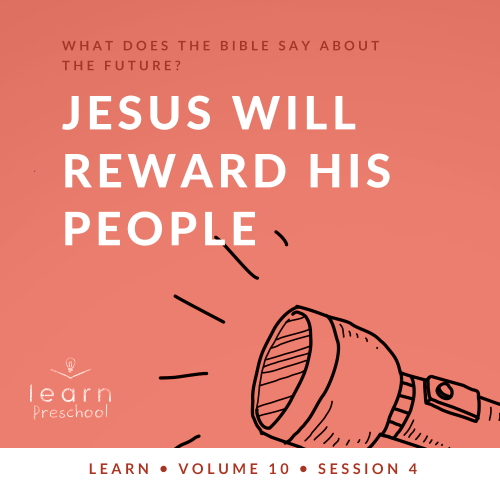 WHAT DOES THE BIBLE SAY ABOUT
THE FUTURE?
JESUS WILL
REWARD HIS
PEOPLE
learn
Preschool
LEARN • VOLUME 10 • SESSION 4